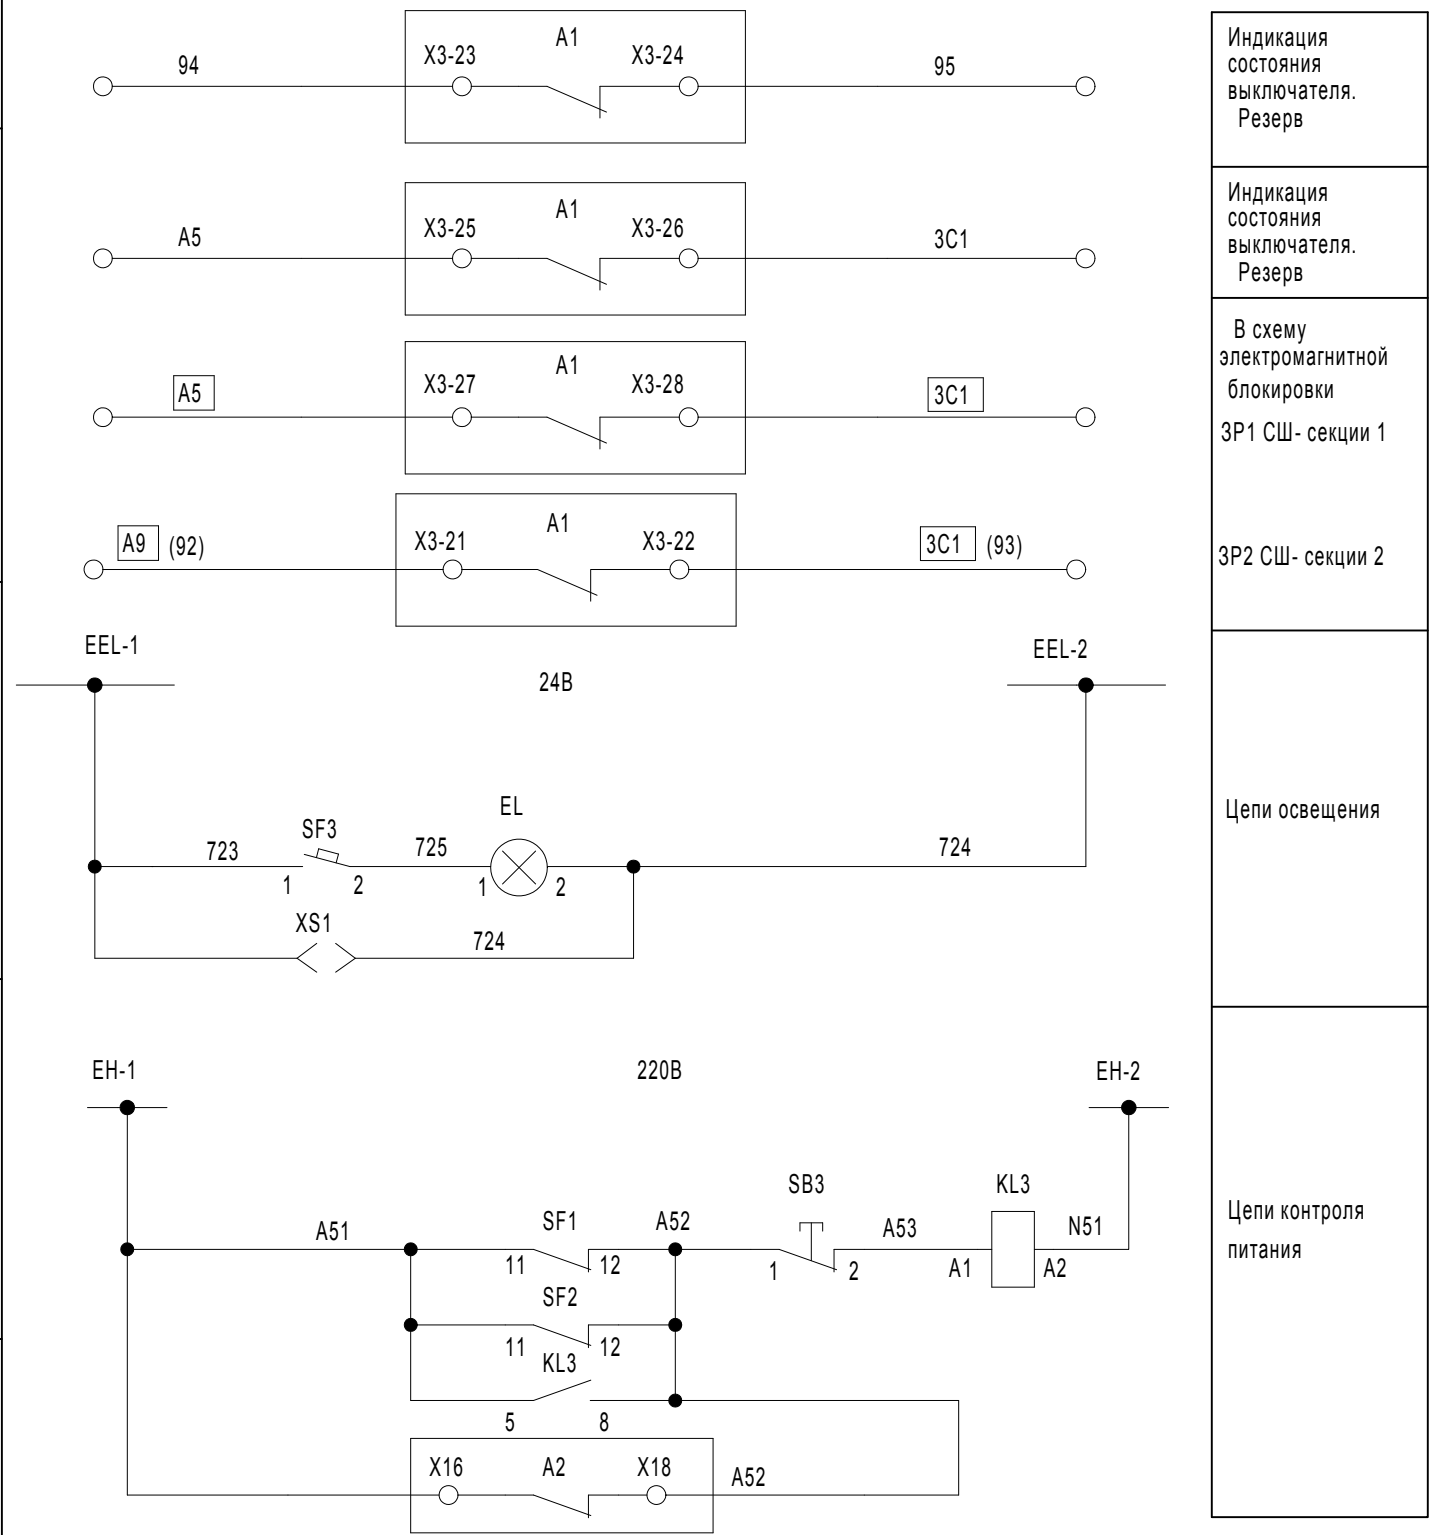 94
X3-23
A1
X3-24
95
Индикация
состояния
выключателя.
Резерв
A5
X3-25
A1
X3-26
3C1
Индикация
состояния
выключателя.
Резерв
A5
X3-27
A1
X3-28
3C1
В схему
электромагнитной
блокировки
ЗР1 СШ- секции 1
A9 (92)
X3-21
A1
X3-22
3C1 (93)
ЗР2 СШ- секции 2
EEL-1
24В
EEL-2
723
SF3
1 2
725
EL
1 2
724
XS1
724
Цепи освещения
EH-1
220В
EH-2
A51
SF1
11 12
A52
SB3
1 2
A53
KL3
A1 A2
N51
SF2
11 12
KL3
5 8
X16
A2
X18
A52
Цепи контроля
питания